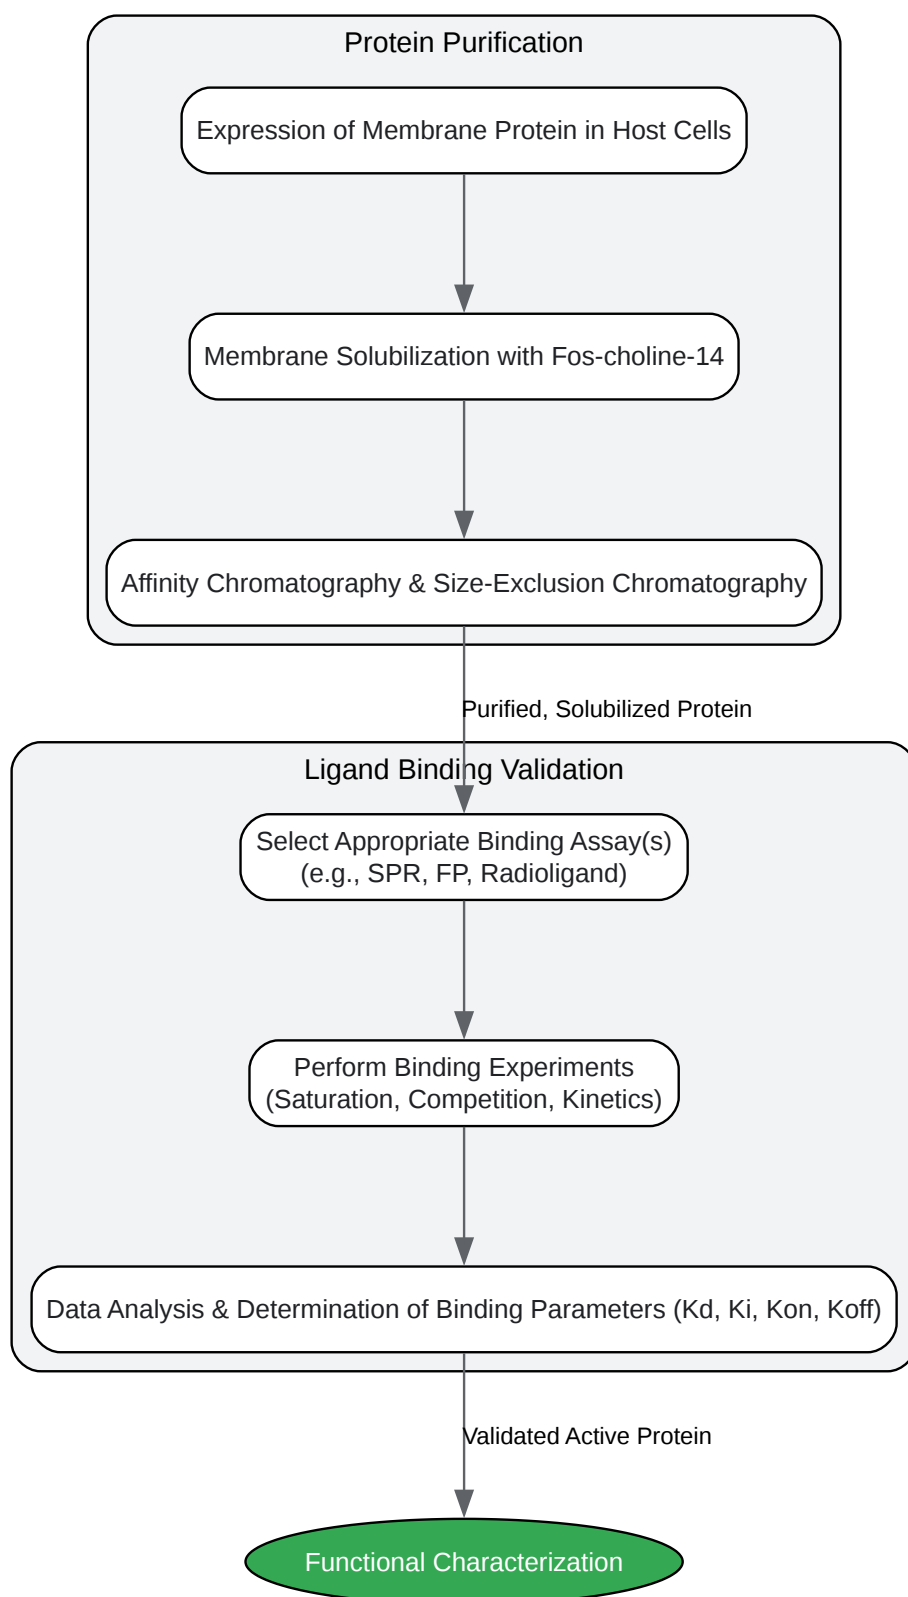 Protein Purification
Expression of Membrane Protein in Host Cells
Membrane Solubilization with Fos-choline-14
Affinity Chromatography & Size-Exclusion Chromatography
Purified, Solubilized Protein
Ligand Binding Validation
Select Appropriate Binding Assay(s)
(e.g., SPR, FP, Radioligand)
Perform Binding Experiments
(Saturation, Competition, Kinetics)
Data Analysis & Determination of Binding Parameters (Kd, Ki, Kon, Koff)
Validated Active Protein
Functional Characterization